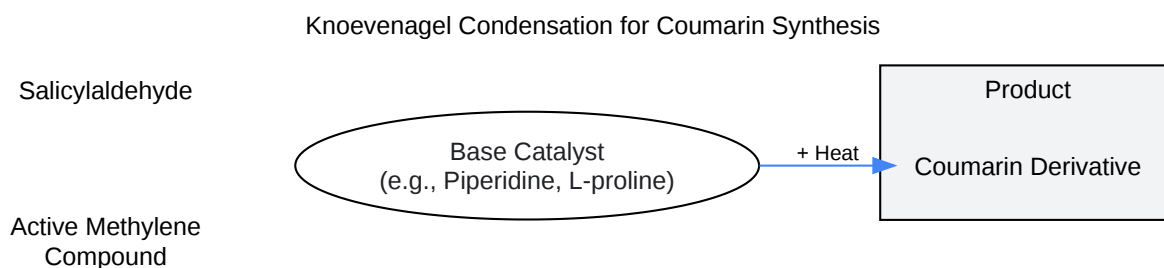 Knoevenagel Condensation for Coumarin Synthesis
Salicylaldehyde
Product
Base Catalyst
(e.g., Piperidine, L-proline)
+ Heat
Coumarin Derivative
Active Methylene
Compound